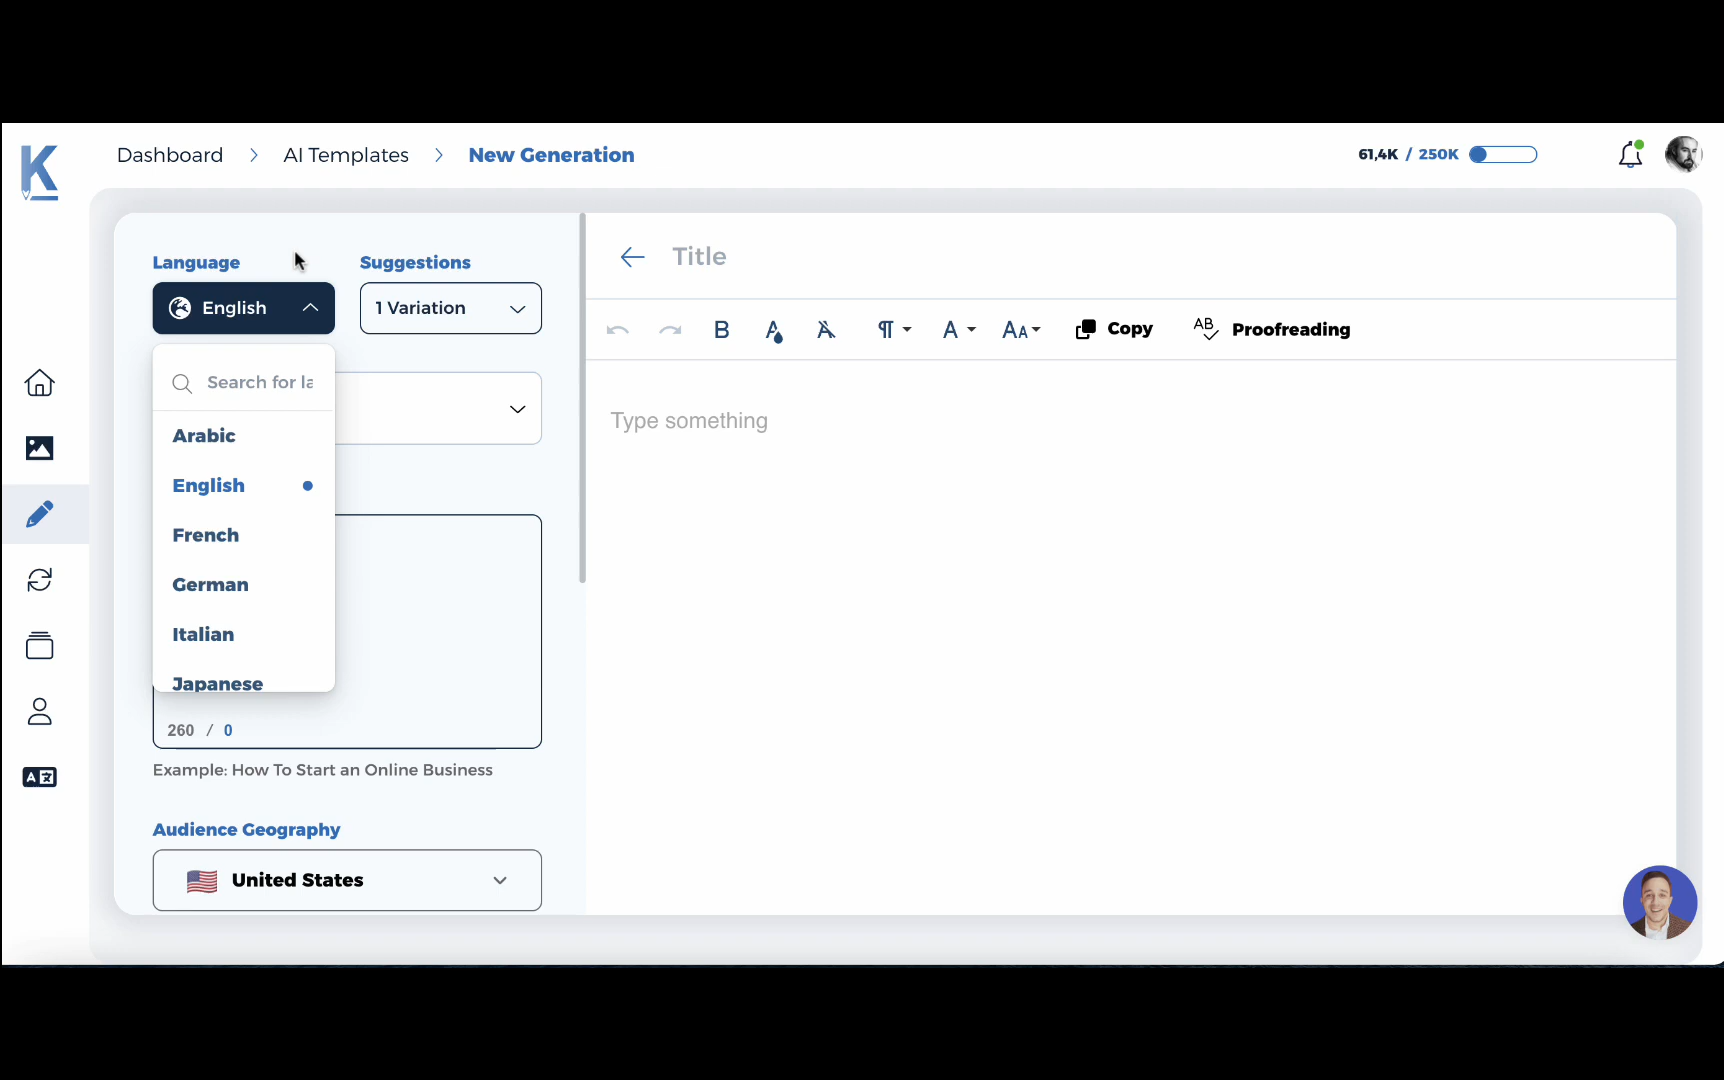 K
Dashboard > AI Templates > New Generation
61,4K / 250K
Language
Suggestions
English
1 Variation
Search for la
Arabic
English
French
German
Italian
Japanese
260 / 0
Example: How To Start an Online Business
Audience Geography
United States
Title
B
A
A
¶
A
AA
Copy
AB
Proofreading
Type something
A